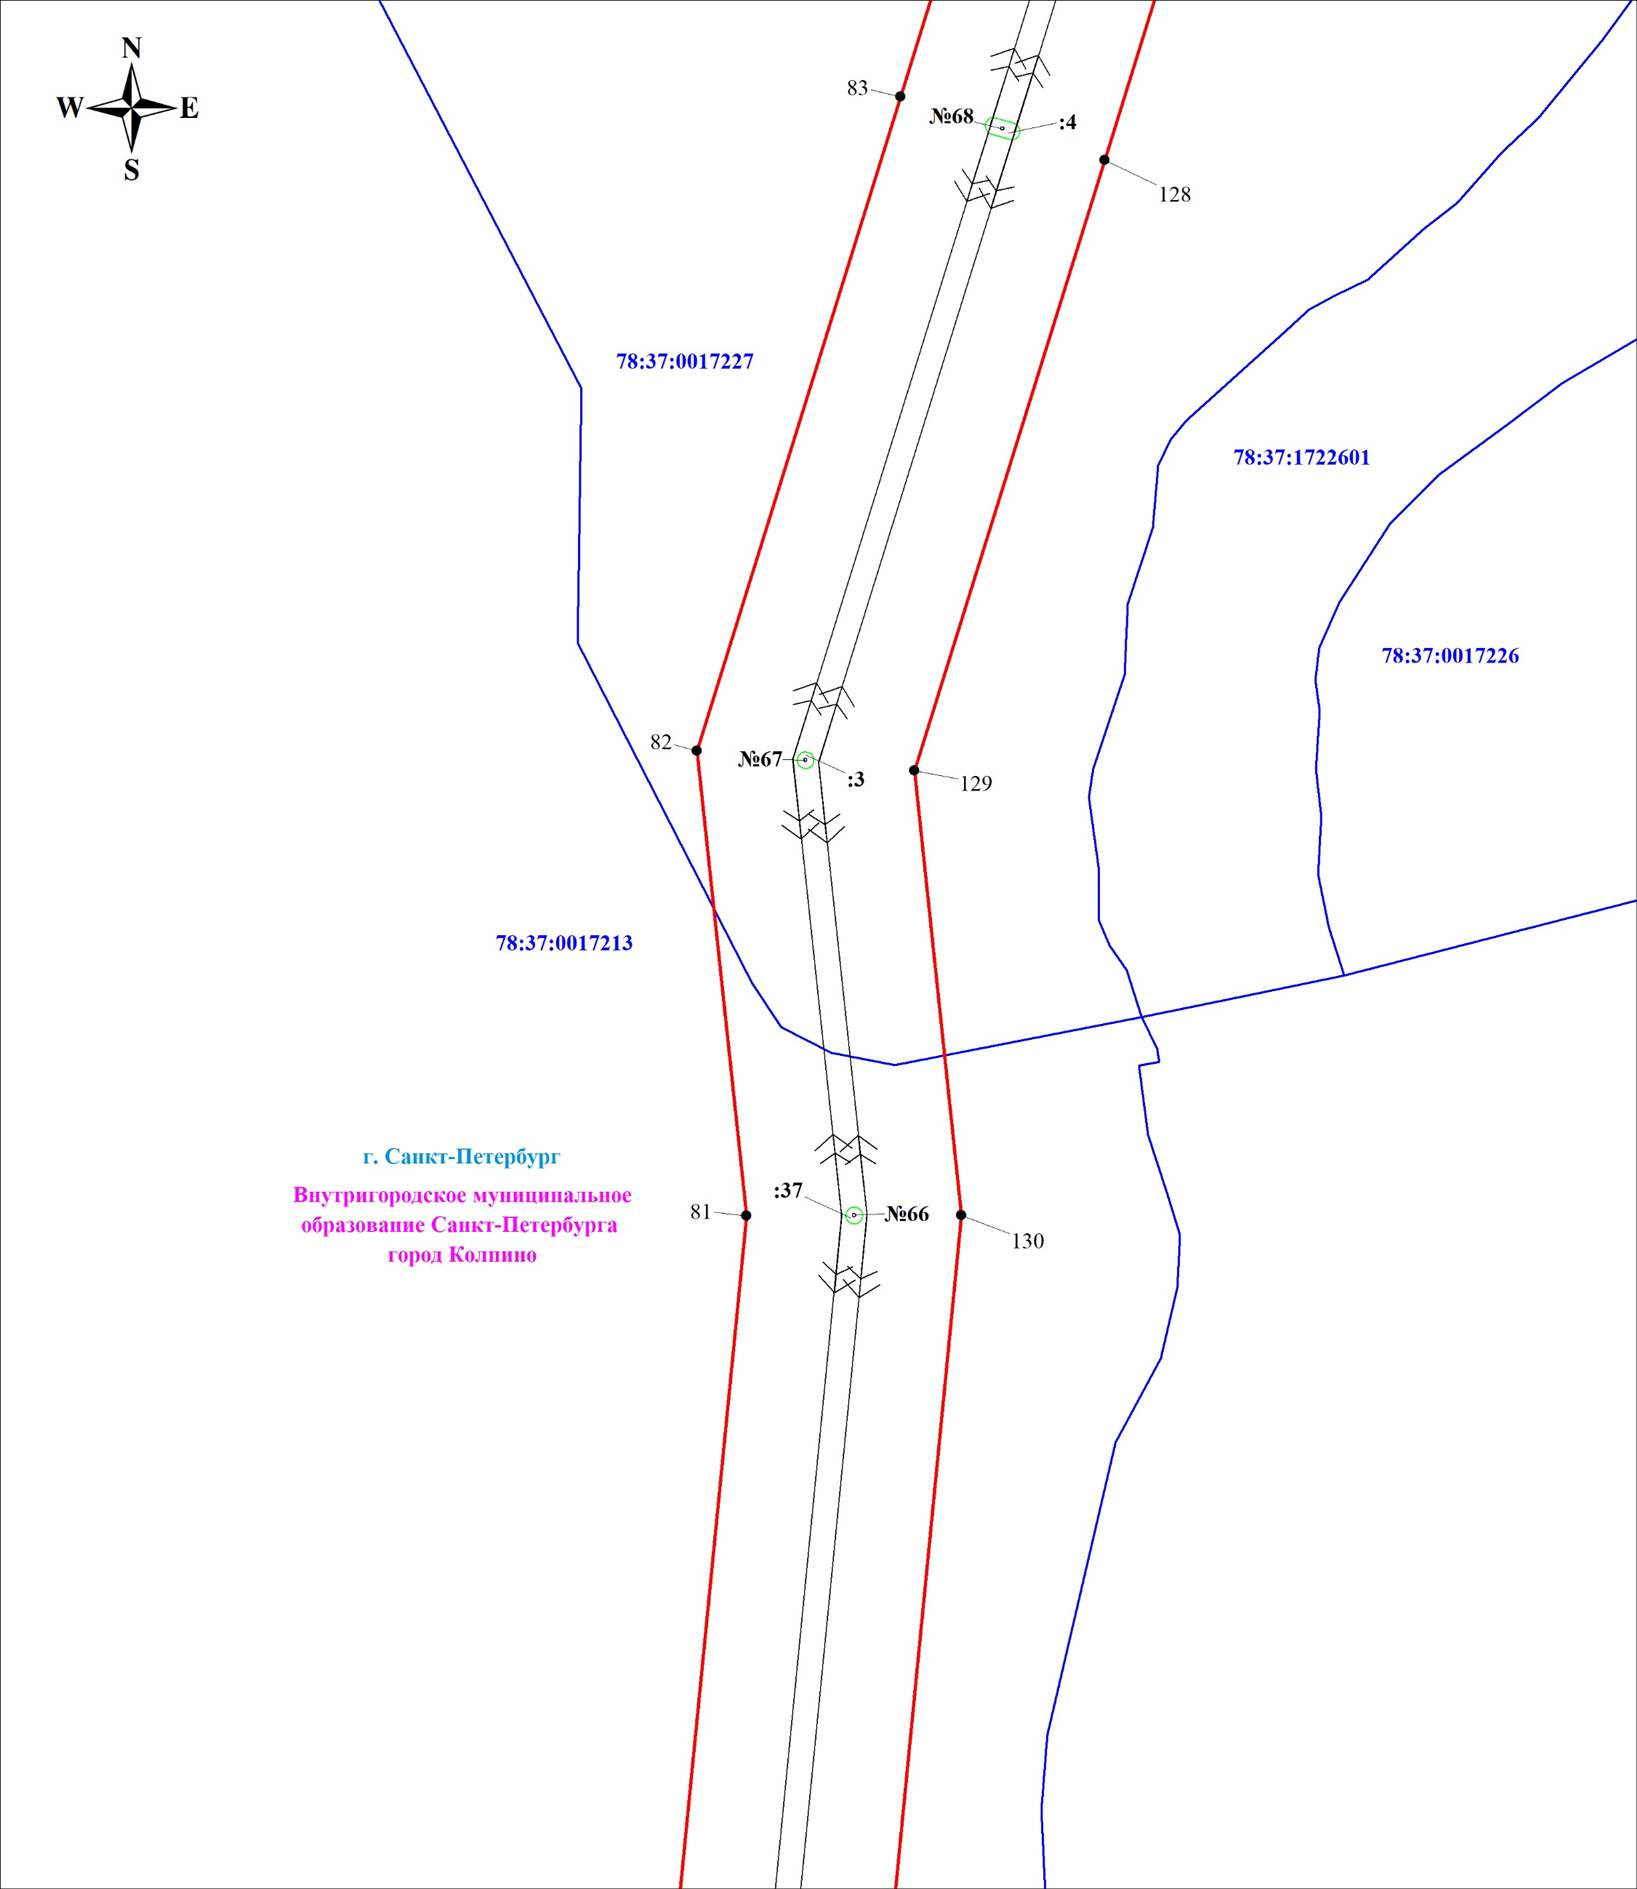 N
83
W
E
№68
:4
S
128
78:37:0017227
78:37:1722601
78:37:0017226
82
№67
:3
129
78:37:0017213
г. Санкт-Петербург
Внутригородское муниципальное
образование Санкт-Петербурга
город Колпино
:37
81
№66
130